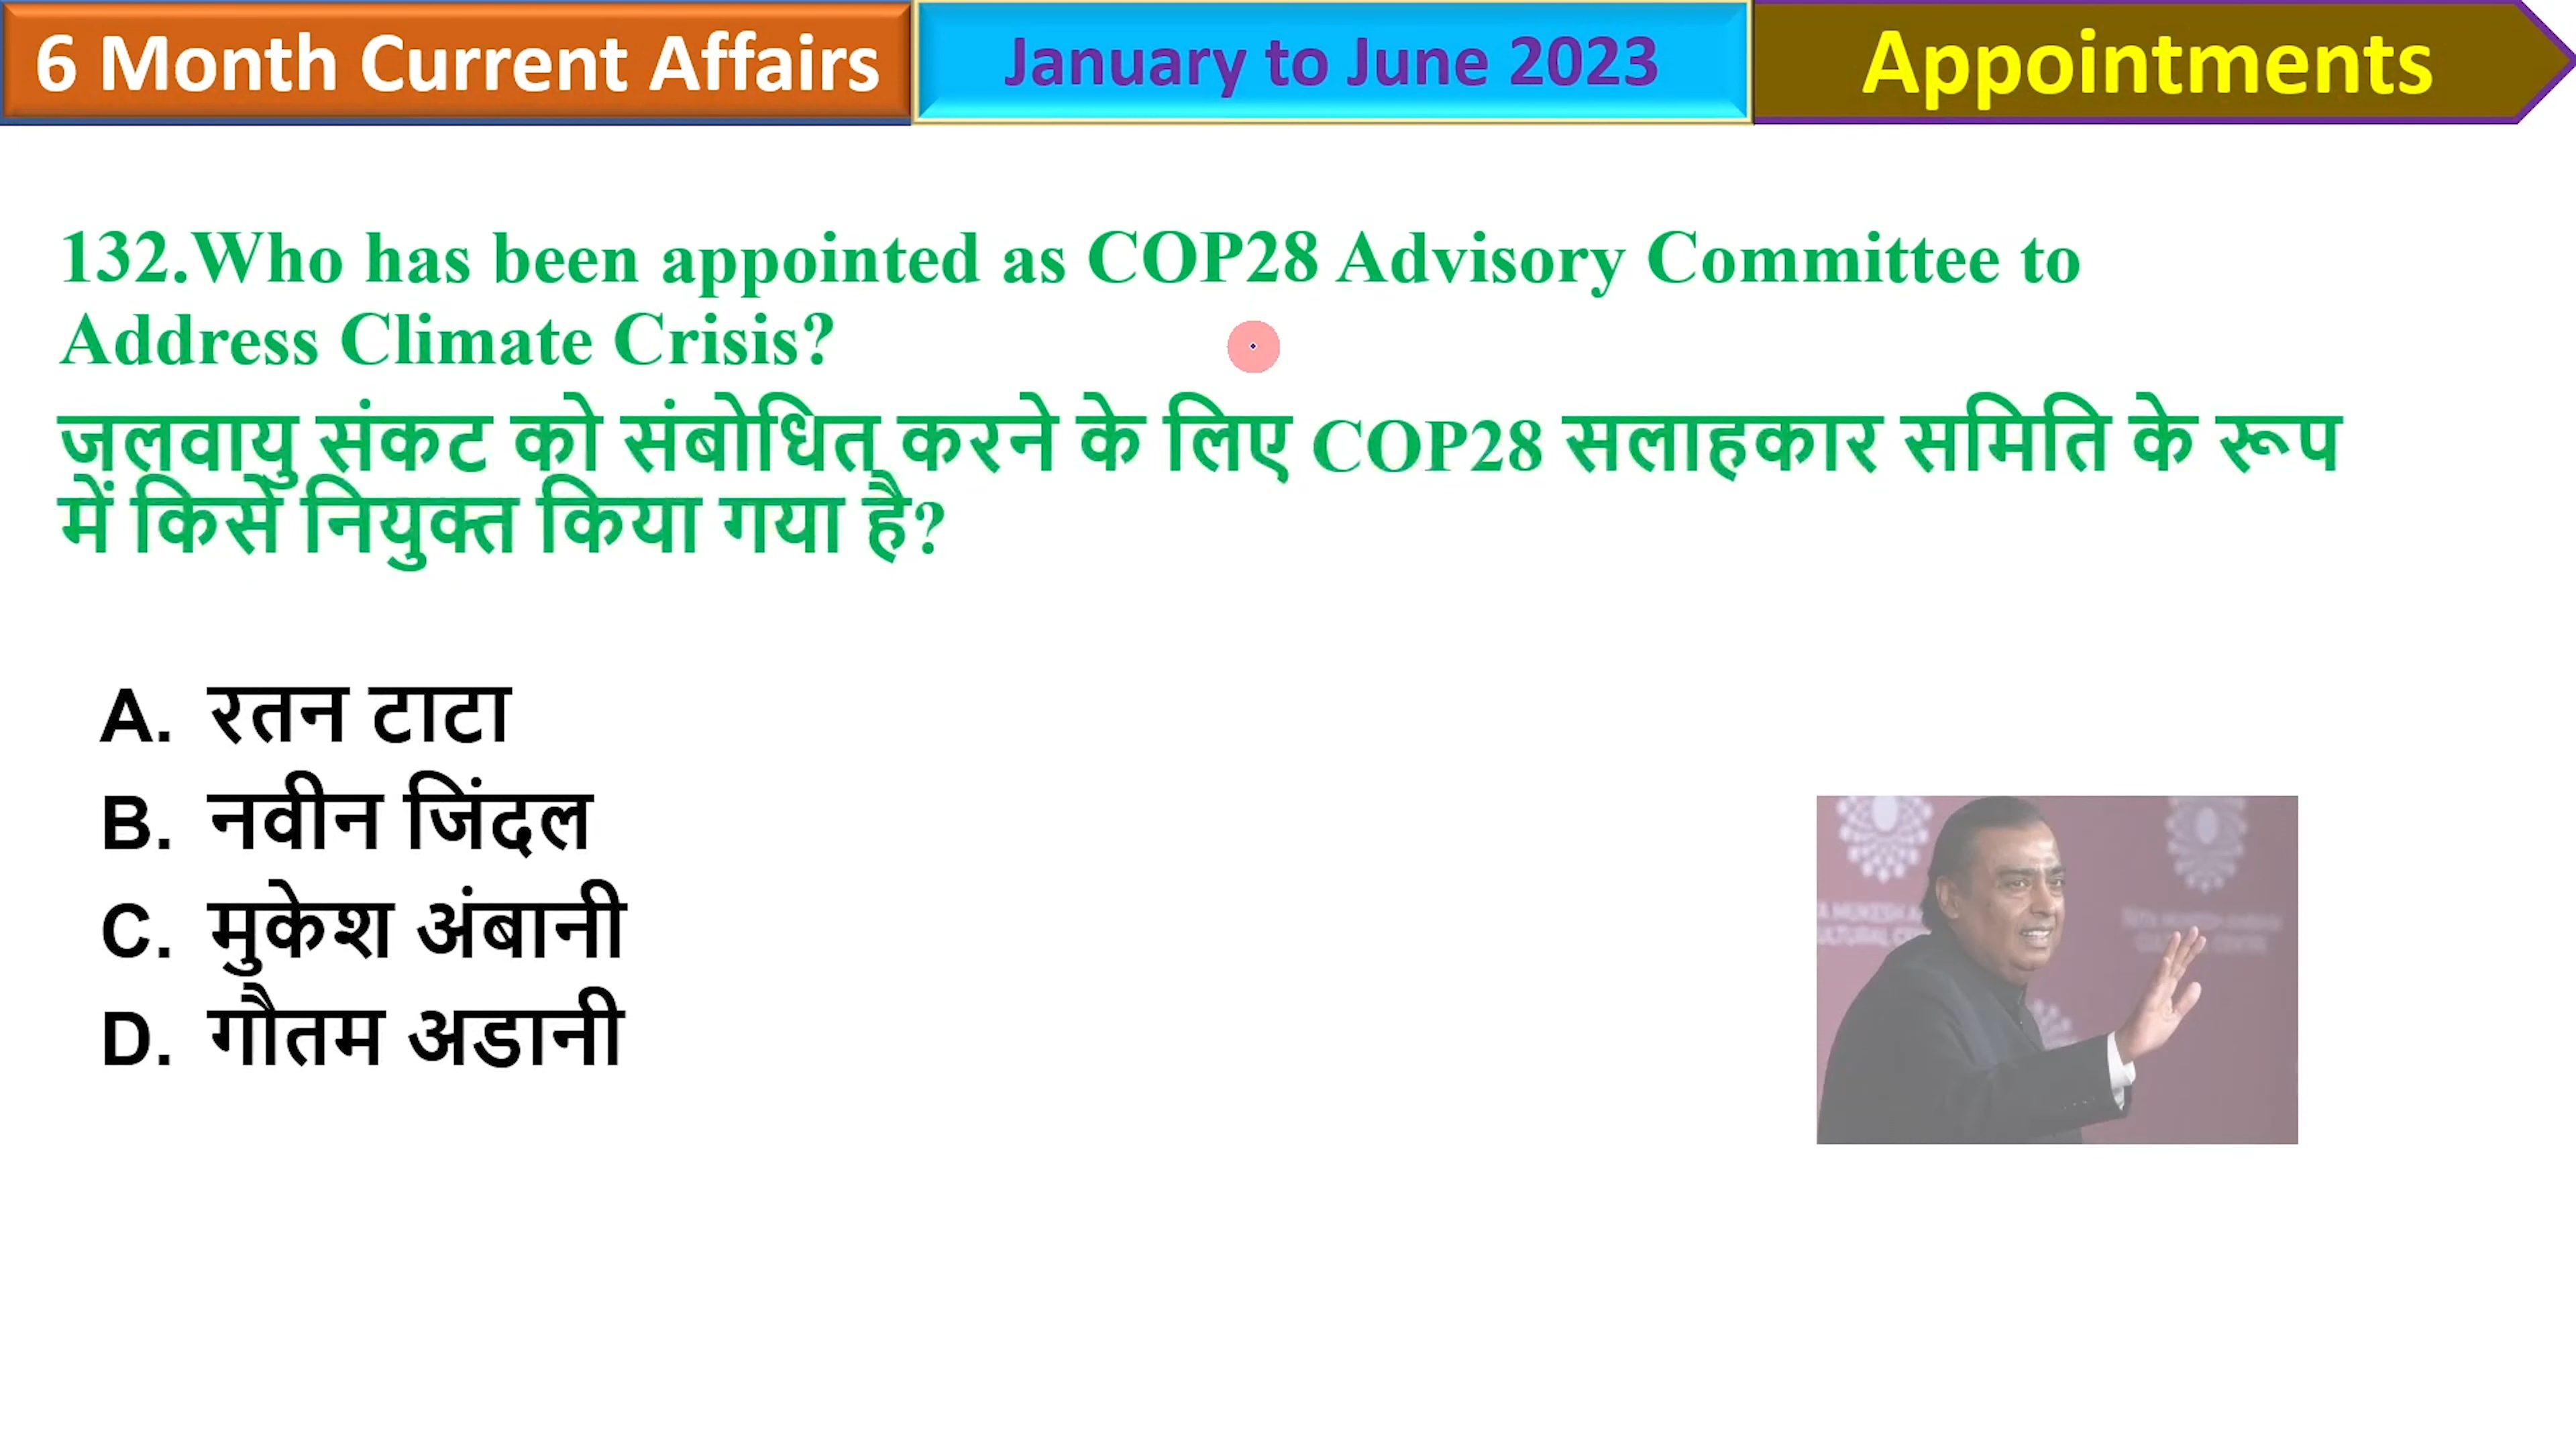 6 Month Current Affairs January to June 2023 Appointments
132.Who has been appointed as COP28 Advisory Committee to
Address Climate Crisis?
जलवायु संकट को संबोधित करने के लिए COP28 सलाहकार समिति के रूप
में किसे नियुक्त किया गया है?
A. रतन टाटा
B. नवीन जिंदल
C. मुकेश अंबानी
D. गौतम अडानी